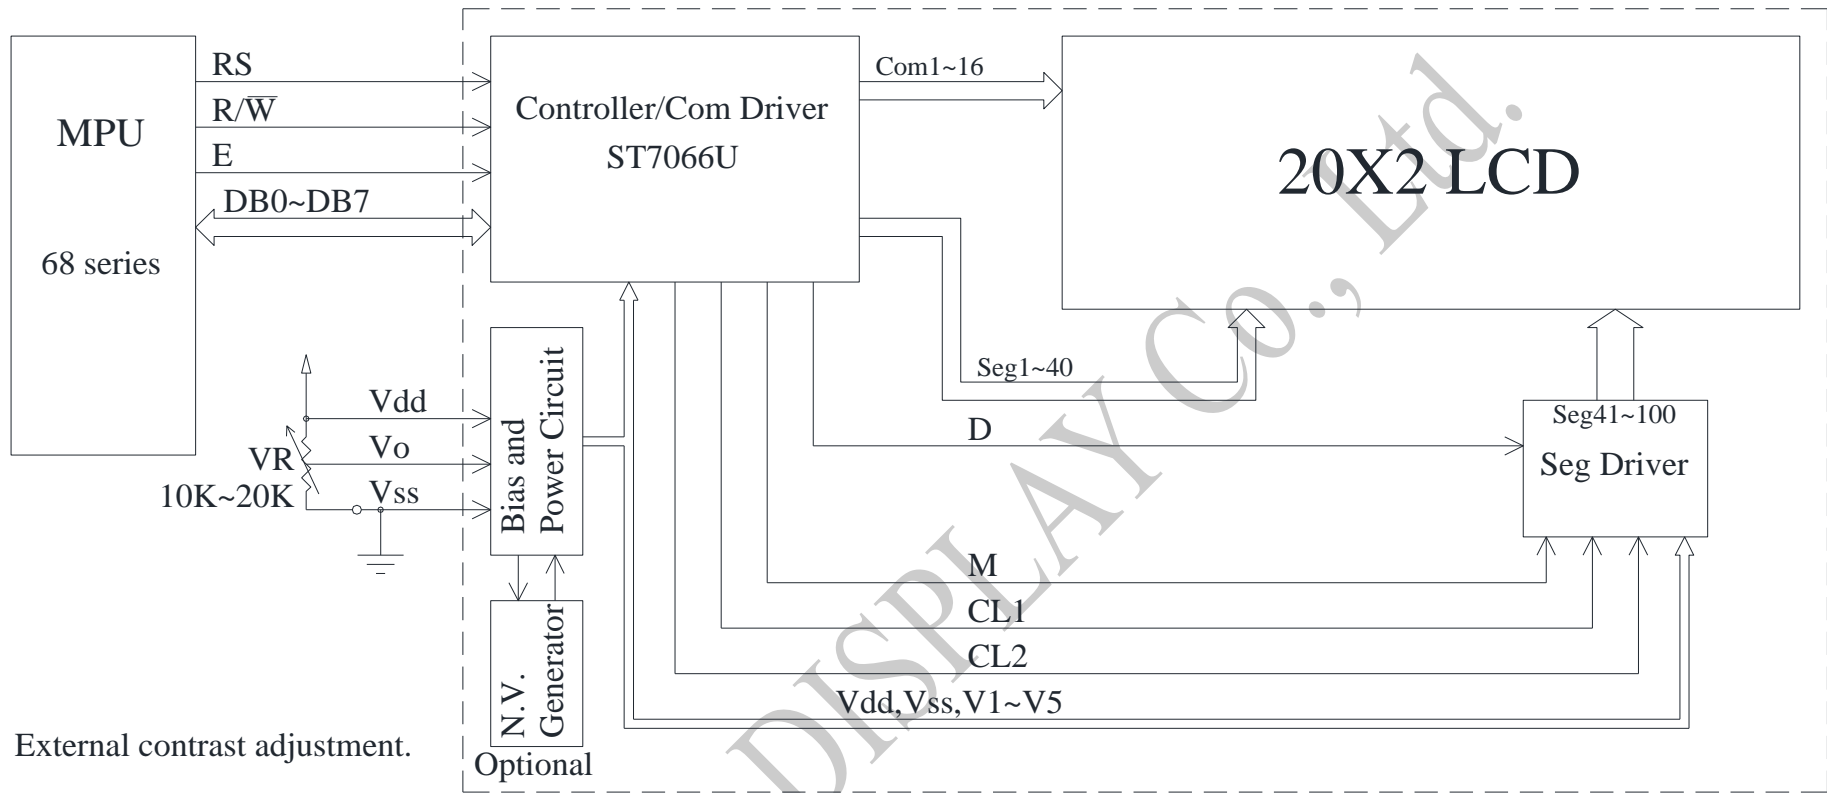 MPU
68 series
RS
R/W̅
E
DB0~DB7
Controller/Com Driver
ST7066U
Com1~16
20X2 LCD
Seg1~40
Seg41~100
Seg Driver
D
M
CL1
CL2
Vdd,Vss,V1~V5
Vdd
Vo
Vss
VR
10K~20K
Bias and
Power Circuit
N.V.
Generator
Optional
External contrast adjustment.
DISPLAY Co., Ltd.